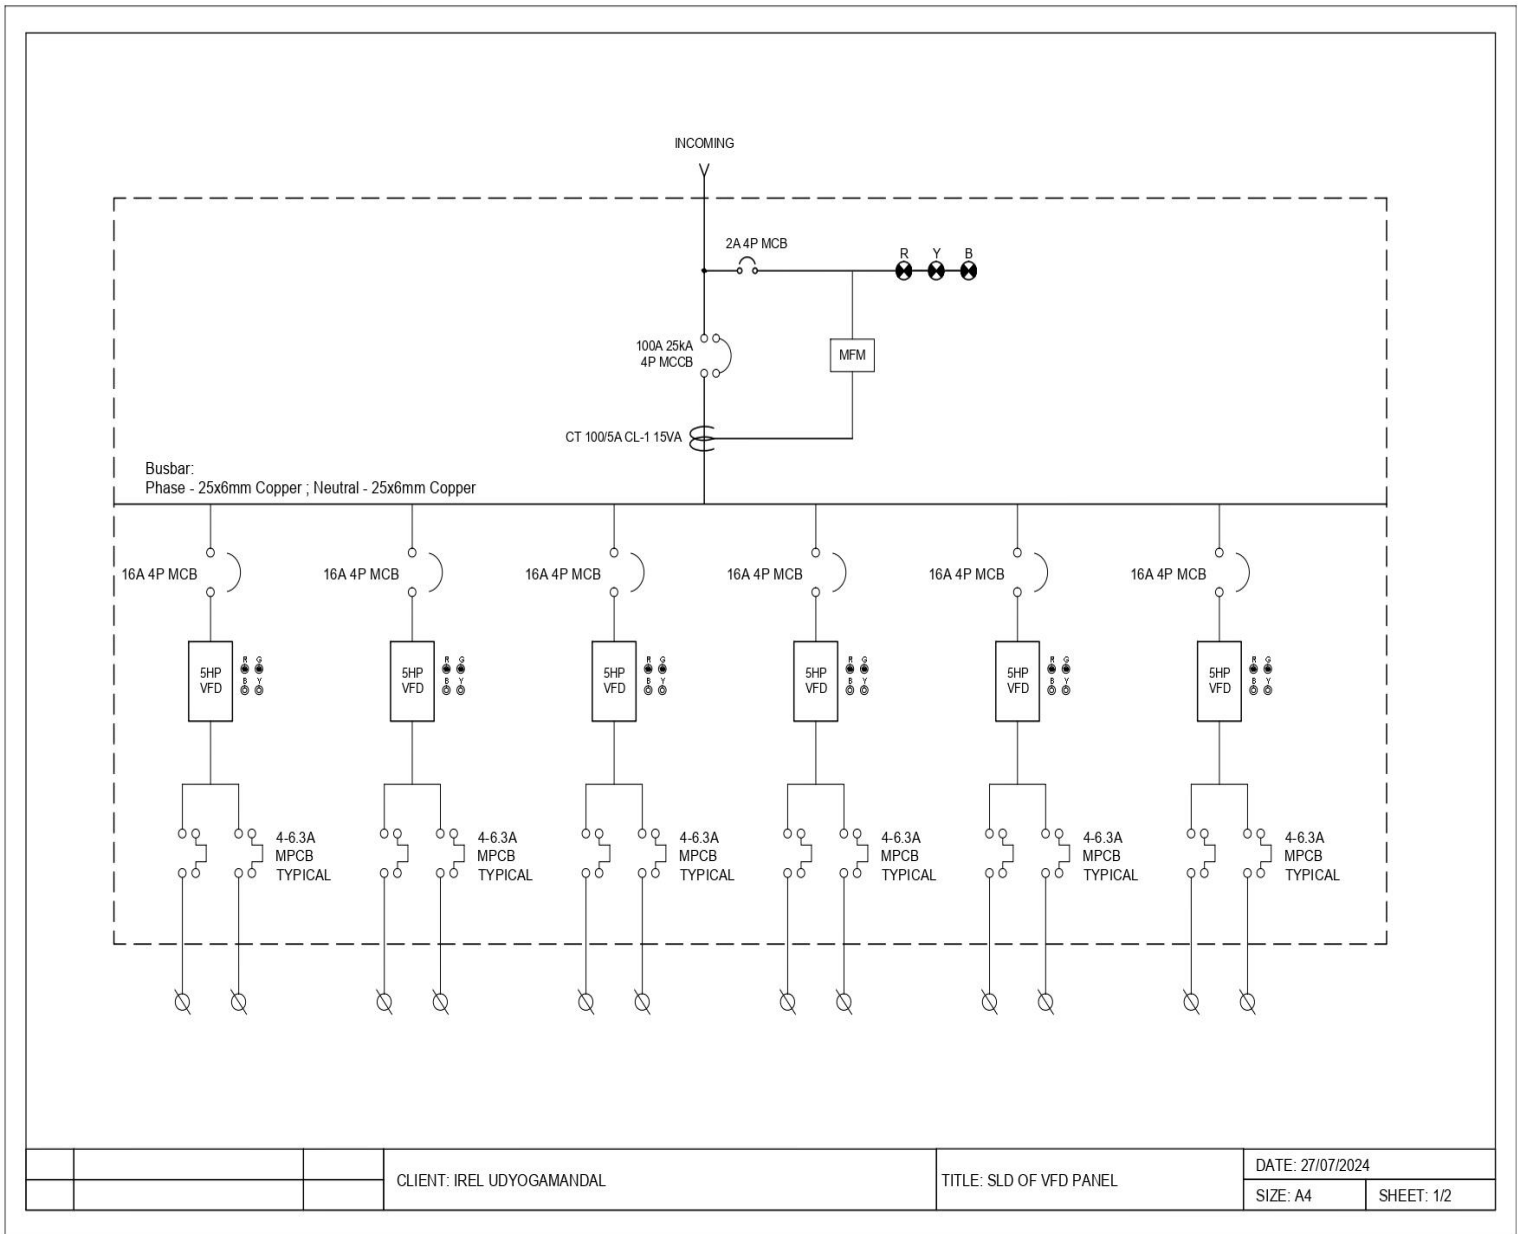 INCOMING
2A 4P MCB
R Y B
100A 25kA
4P MCCB
MFM
CT 100/5A CL-1 15VA
Busbar:
Phase - 25x6mm Copper ; Neutral - 25x6mm Copper
16A 4P MCB
16A 4P MCB
16A 4P MCB
16A 4P MCB
16A 4P MCB
16A 4P MCB
5HP
VFD
R G
B Y
5HP
VFD
R G
B Y
5HP
VFD
R G
B Y
5HP
VFD
R G
B Y
5HP
VFD
R G
B Y
5HP
VFD
R G
B Y
4-6.3A
MPCB
TYPICAL
4-6.3A
MPCB
TYPICAL
4-6.3A
MPCB
TYPICAL
4-6.3A
MPCB
TYPICAL
4-6.3A
MPCB
TYPICAL
4-6.3A
MPCB
TYPICAL
CLIENT: IREL UDYOGAMANDAL
TITLE: SLD OF VFD PANEL
DATE: 27/07/2024
SIZE: A4
SHEET: 1/2